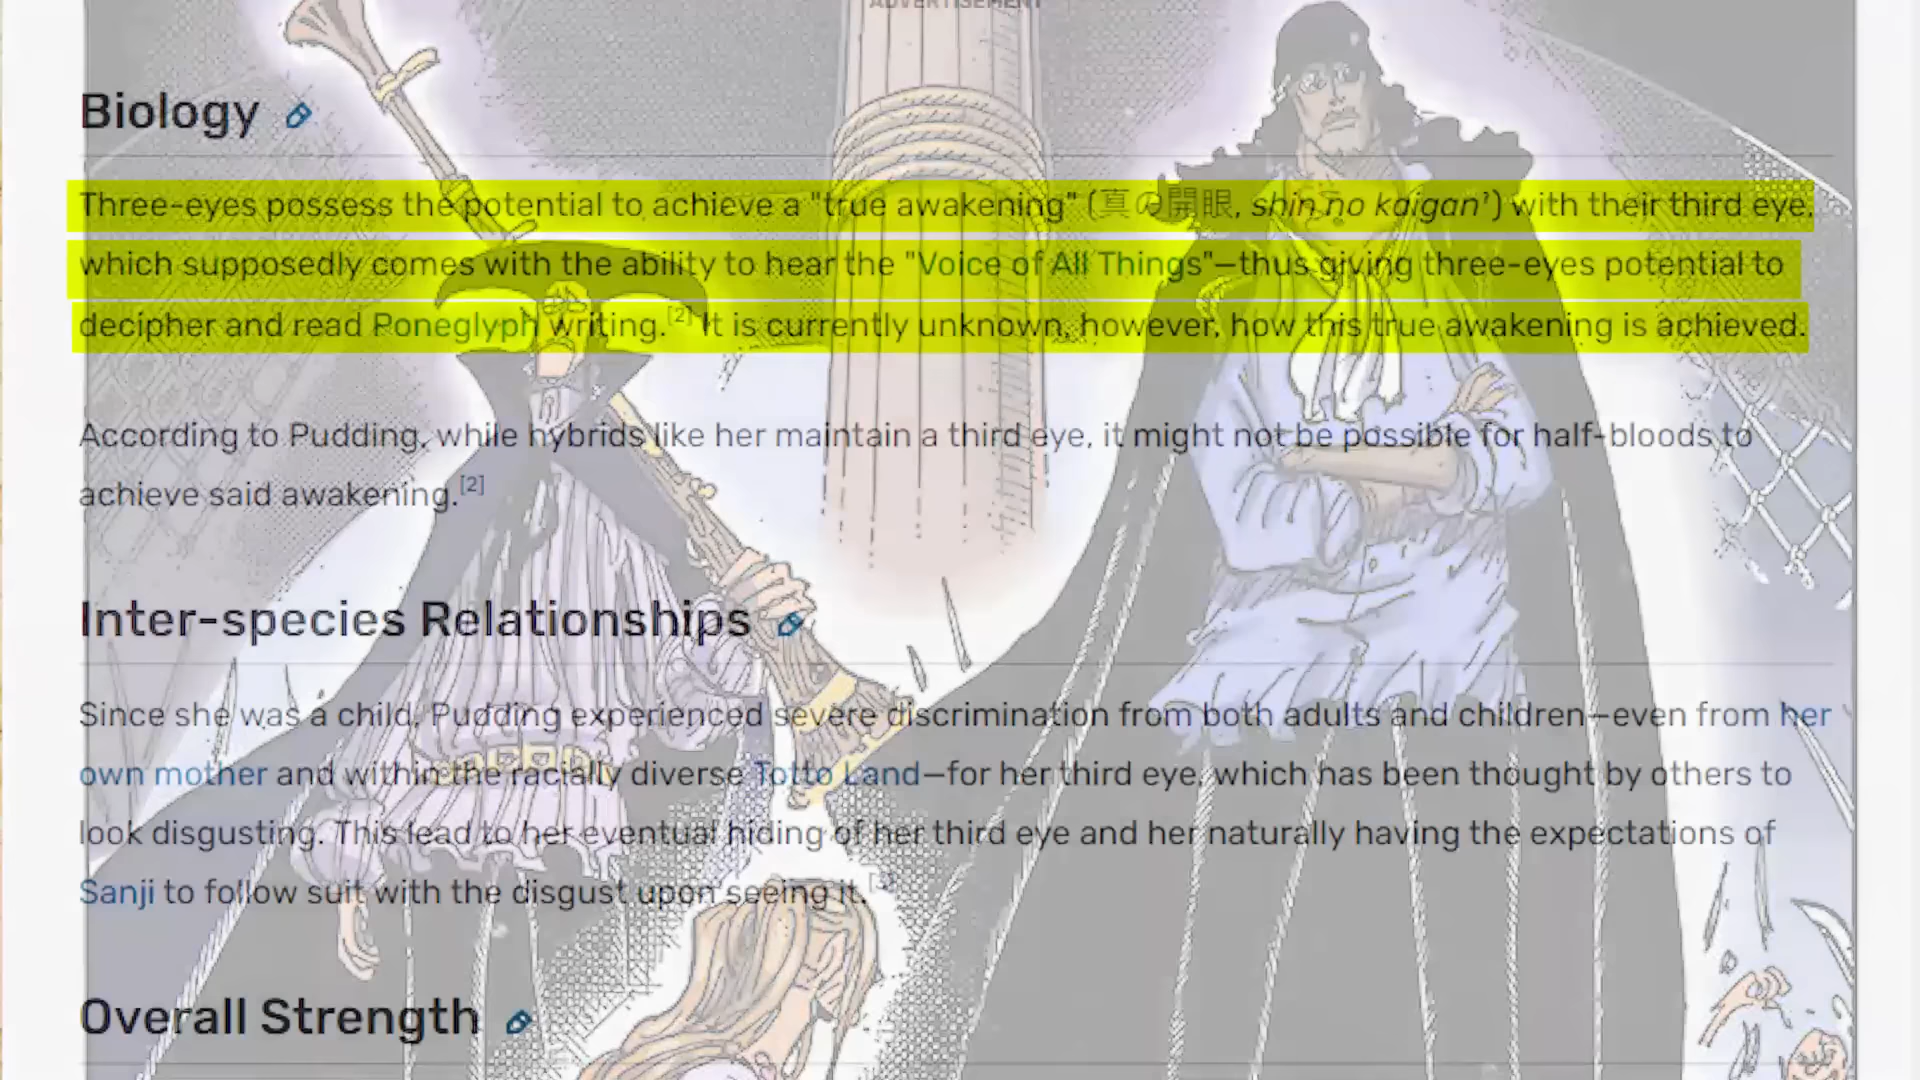 ADVERTISEMENT
Biology
Three-eyes possess the potential to achieve a "true awakening" (真の開眼, shin no kaigan?) with their third eye,
which supposedly comes with the ability to hear the "Voice of All Things"—thus giving three-eyes potential to
decipher and read Poneglyph writing.[2] It is currently unknown, however, how this true awakening is achieved.
According to Pudding, while hybrids like her maintain a third eye, it might not be possible for half-bloods to
achieve said awakening.[2]
Inter-species Relationships
Since she was a child, Pudding experienced severe discrimination from both adults and children—even from her
own mother and within the racially diverse Totto Land—for her third eye, which has been thought by others to
look disgusting. This lead to her eventual hiding of her third eye and her naturally having the expectations of
Sanji to follow suit with the disgust upon seeing it.
Overall Strength